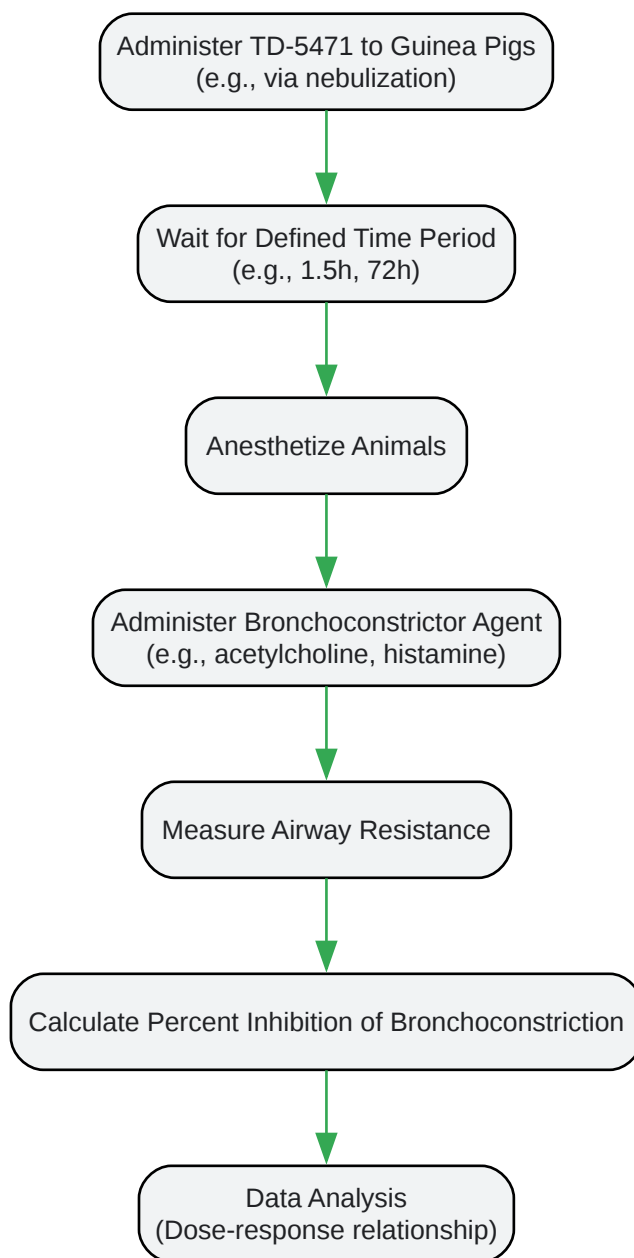 Administer TD-5471 to Guinea Pigs
(e.g., via nebulization)
Wait for Defined Time Period
(e.g., 1.5h, 72h)
Anesthetize Animals
Administer Bronchoconstrictor Agent
(e.g., acetylcholine, histamine)
Measure Airway Resistance
Calculate Percent Inhibition of Bronchoconstriction
Data Analysis
(Dose-response relationship)